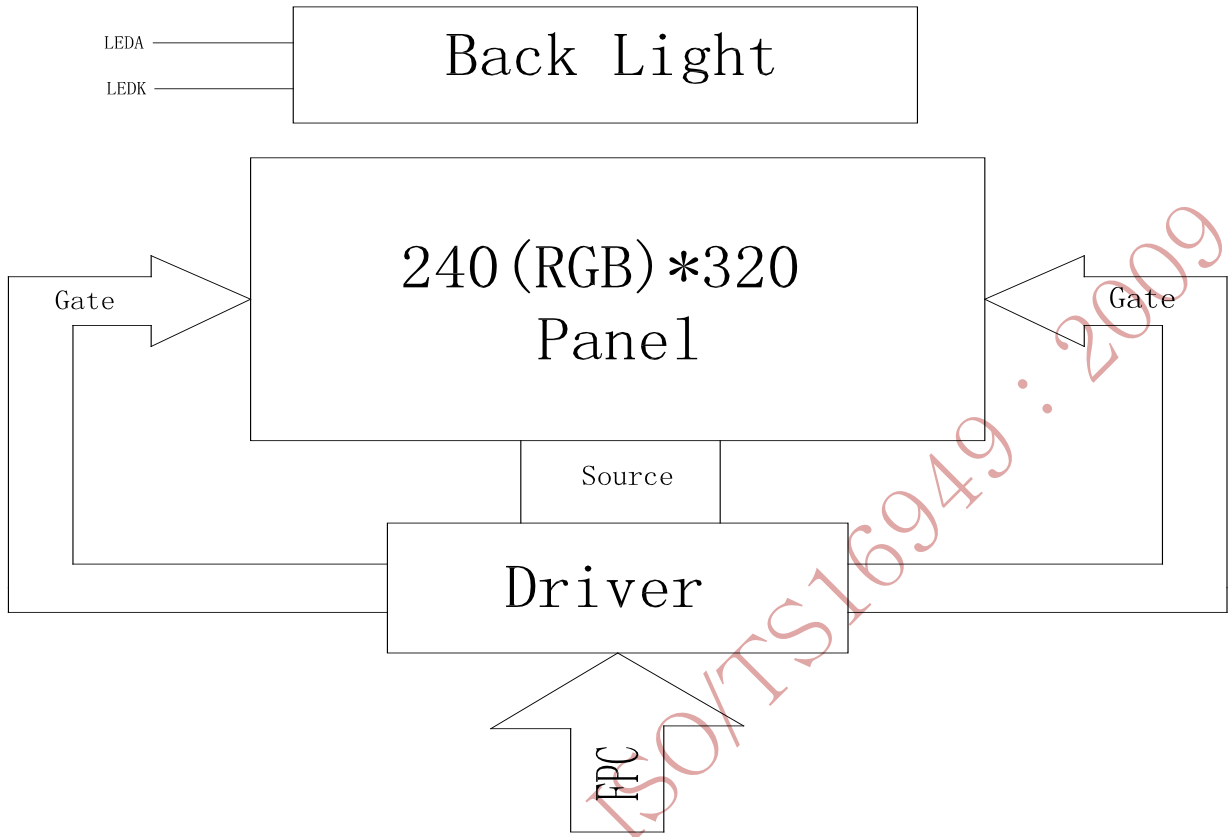 LEDA
Back Light
LEDK
240(RGB)*320
Panel
Gate
Gate
Source
Driver
FPC
ISO/TS16949：2009